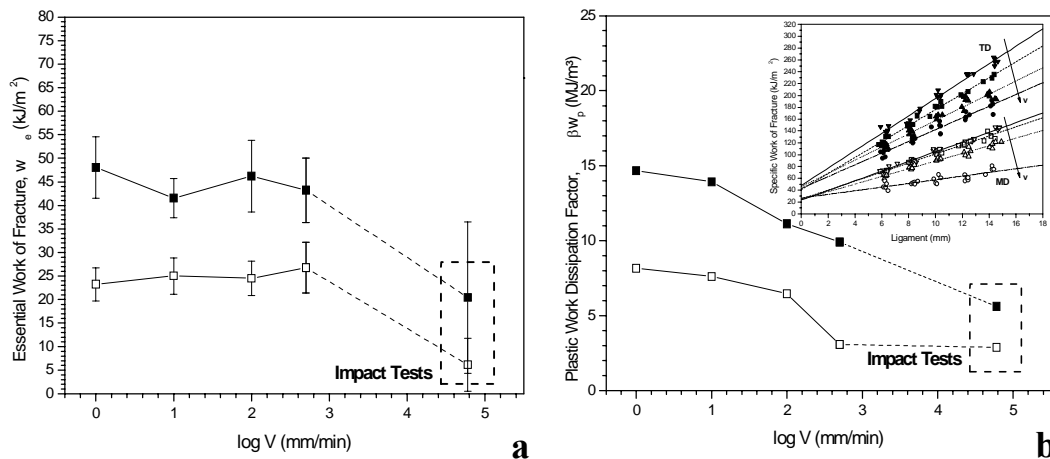 80
75
70
65
60
55
50
45
40
35
30
25
20
15
10
5
0
Essential Work of Fracture, w e (kJ/m²)
Impact Tests
0 1 2 3 4 5
log V (mm/min)
a
25
20
15
10
5
0
Plastic Work Dissipation Factor, βwp (MJ/m³)
Impact Tests
0 1 2 3 4 5
log V (mm/min)
b
340
320
300
280
260
240
220
200
180
160
140
120
100
80
60
40
20
0
Specific Work of Fracture (kJ/m²)
TD
v
MD
v
0 2 4 6 8 10 12 14 16 18
Ligament (mm)